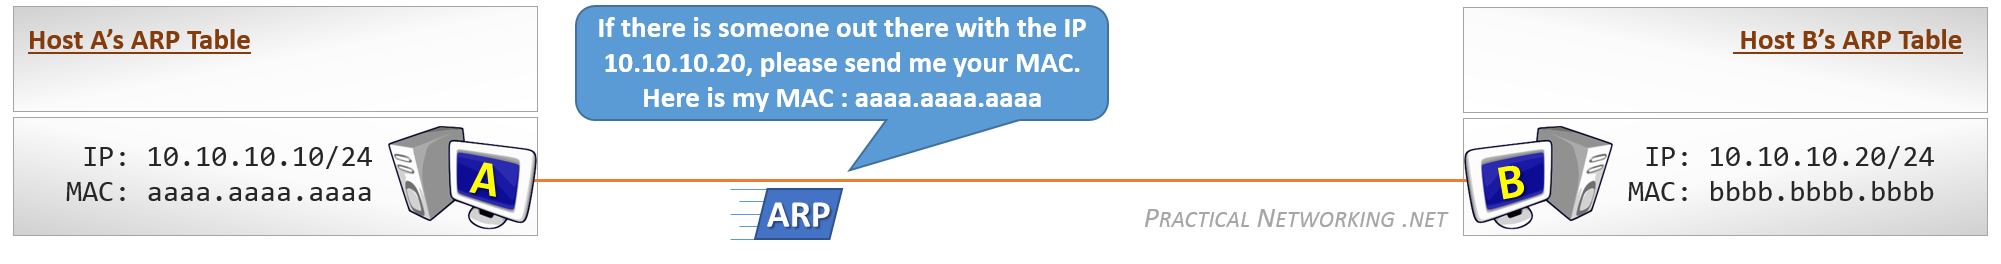 Host A's ARP Table
IP: 10.10.10.10/24
MAC: aaaa.aaaa.aaaa
A
If there is someone out there with the IP
10.10.10.20, please send me your MAC.
Here is my MAC : aaaa.aaaa.aaaa
ARP
PRACTICAL NETWORKING .NET
Host B's ARP Table
B
IP: 10.10.10.20/24
MAC: bbbb.bbbb.bbbb